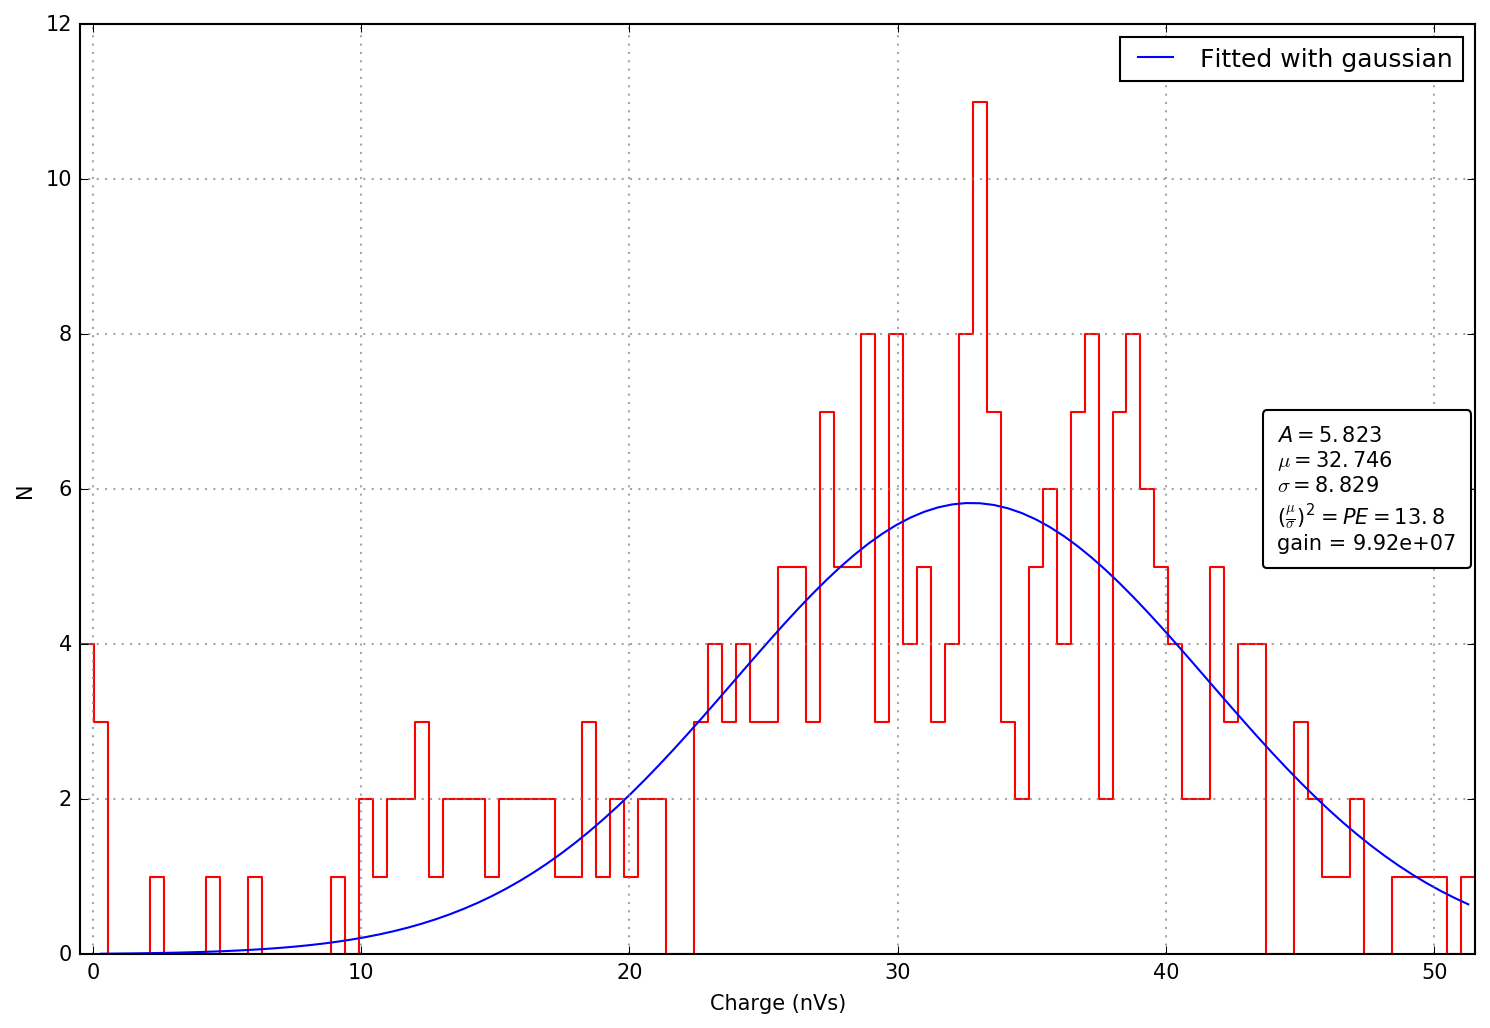 12
10
8
6
4
2
0
N
0 10 20 30 40 50
Charge (nVs)
Fitted with gaussian
A = 5.823
μ = 32.746
σ = 8.829
(μ/σ)² = PE = 13.8
gain = 9.92e+07